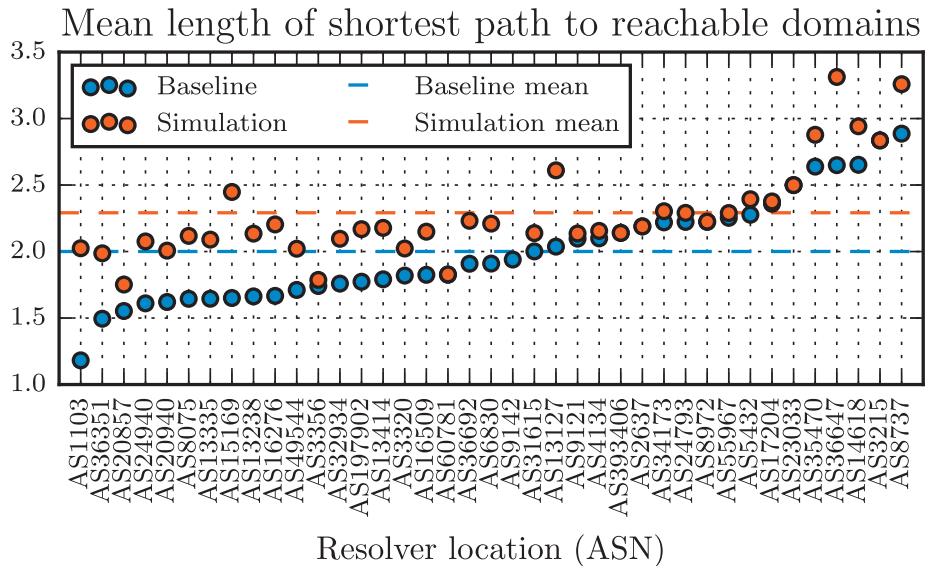 Mean length of shortest path to reachable domains
3.5
3.0
2.5
2.0
1.5
1.0
Baseline
Baseline mean
Simulation
Simulation mean
AS1103
AS36351
AS20857
AS24940
AS20940
AS8075
AS13335
AS15169
AS13238
AS16276
AS49544
AS3356
AS32934
AS197902
AS13414
AS3320
AS16509
AS60781
AS36692
AS6830
AS9142
AS31615
AS13127
AS9121
AS4134
AS393406
AS2637
AS34173
AS24793
AS89772
AS55967
AS5432
AS17204
AS23033
AS35470
AS36647
AS14618
AS3215
AS8737
Resolver location (ASN)